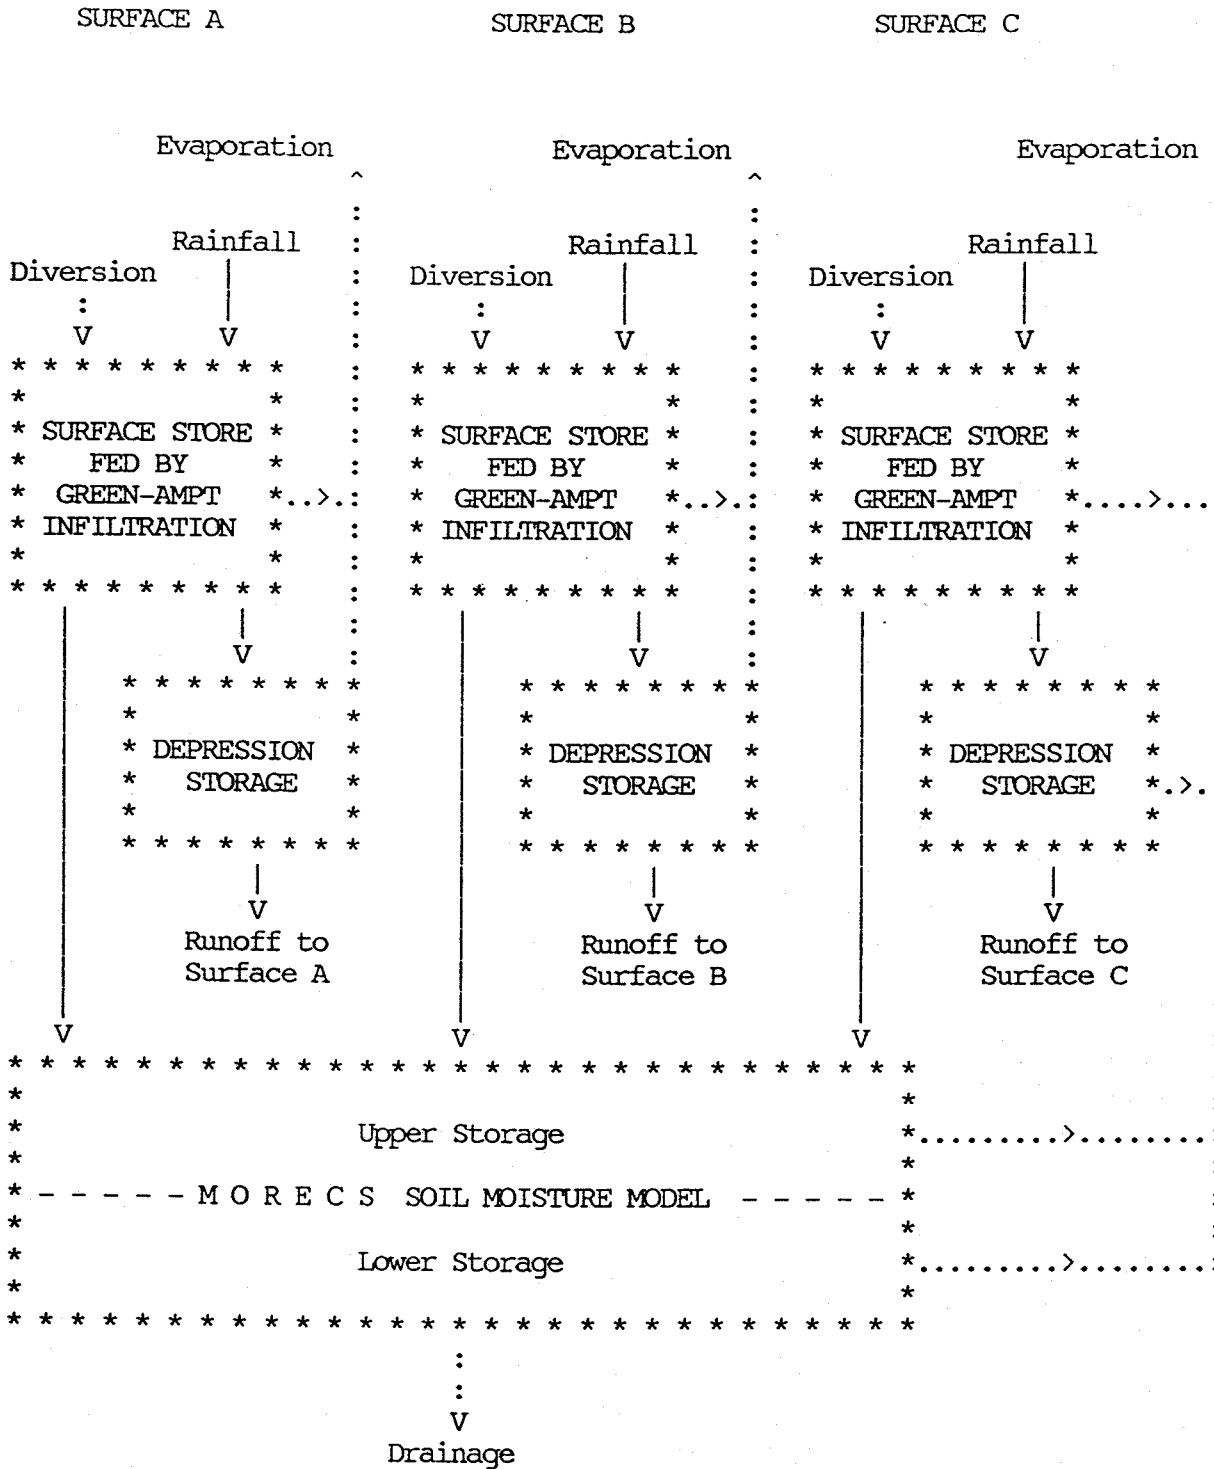 SURFACE A SURFACE B SURFACE C
Evaporation Evaporation Evaporation
Rainfall Rainfall Rainfall
Diversion Diversion Diversion
SURFACE STORE SURFACE STORE SURFACE STORE
FED BY FED BY FED BY
GREEN-AMPT GREEN-AMPT GREEN-AMPT
INFILTRATION INFILTRATION INFILTRATION
DEPRESSION DEPRESSION DEPRESSION
STORAGE STORAGE STORAGE
Runoff to Runoff to Runoff to
Surface A Surface B Surface C
Upper Storage
M O R E C S SOIL MOISTURE MODEL
Lower Storage
Drainage